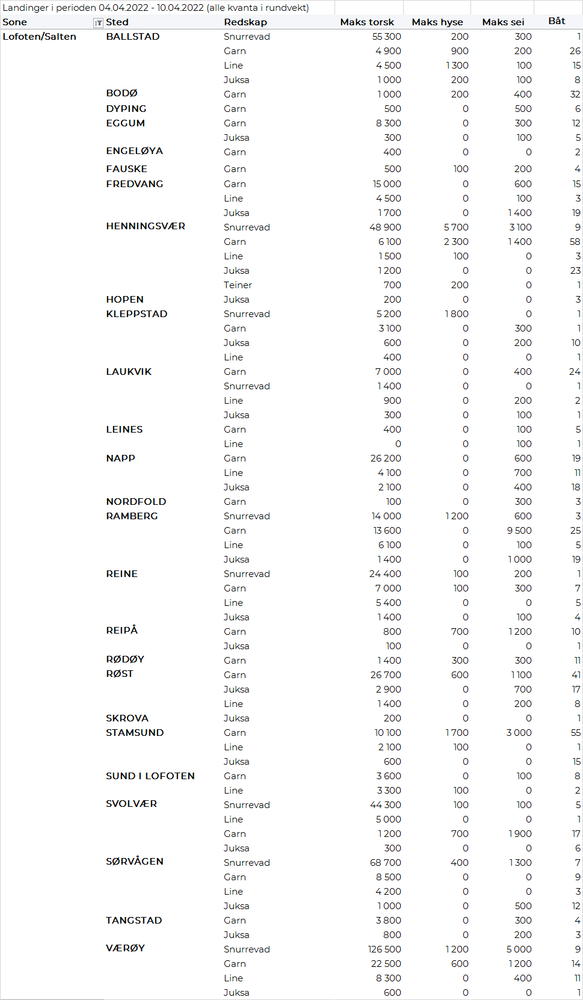 Landinger i perioden 04.04.2022 - 10.04.2022 (alle kvanta i rundvekt)
Sone Sted Redskap Maks torsk Maks hyse Maks sei Båt
Lofoten/Salten BALLSTAD Snurrevad 55 300 200 300 1
Garn 4 900 900 200 26
Line 4 500 1 300 100 15
Juksa 1 000 200 100 8
BODØ Garn 1 000 200 400 32
DYPING Garn 500 0 500 6
EGGUM Garn 8 300 0 300 12
Juksa 300 0 100 5
ENGELØYA Garn 400 0 0 2
FAUSKE Garn 500 100 200 4
FREDVANG Garn 15 000 0 600 15
Line 4 500 0 100 3
Juksa 1 700 0 1 400 19
HENNINGSVÆR Snurrevad 48 900 5 700 3 100 9
Garn 6 100 2 300 1 400 58
Line 1 500 100 0 3
Juksa 1 200 0 0 23
Teiner 700 200 0 1
HOPEN Juksa 200 0 0 3
KLEPPSTAD Snurrevad 5 200 1 800 0 1
Garn 3 100 0 300 1
Juksa 600 0 200 10
Line 400 0 0 1
LAUKVIK Garn 7 000 0 400 24
Snurrevad 1 400 0 0 1
Line 900 0 200 2
Juksa 300 0 100 1
LEINES Garn 400 0 100 5
Line 0 0 100 1
NAPP Garn 26 200 0 600 19
Line 4 100 0 700 11
Juksa 2 100 0 400 18
NORDFOLD Garn 100 0 300 3
RAMBERG Snurrevad 14 000 1 200 600 3
Garn 13 600 0 9 500 25
Line 6 100 0 100 5
Juksa 1 400 0 1 000 19
REINE Snurrevad 24 400 100 200 1
Garn 7 000 100 300 7
Line 5 400 0 0 5
Juksa 1 400 0 100 4
REIPÅ Garn 800 700 1 200 10
Juksa 100 0 0 1
RØDØY Garn 1 400 300 300 11
RØST Garn 26 700 600 1 100 41
Juksa 2 900 0 700 17
Line 1 400 0 200 8
SKROVA Juksa 200 0 0 1
STAMSUND Garn 10 100 1 700 3 000 55
Line 2 100 100 0 1
Juksa 600 0 0 15
SUND I LOFOTEN Garn 3 600 0 100 8
Line 3 300 100 0 2
SVOLVÆR Snurrevad 44 300 100 100 5
Line 5 000 0 0 1
Garn 1 200 700 1 900 17
Juksa 300 0 0 6
SØRVÅGEN Snurrevad 68 700 400 1 300 7
Garn 8 500 0 0 9
Line 4 200 0 0 3
Juksa 1 000 0 500 12
TANGSTAD Garn 3 800 0 300 4
Juksa 800 0 200 3
VÆRØY Snurrevad 126 500 1 200 5 000 9
Garn 22 500 600 1 200 14
Line 8 300 0 400 11
Juksa 600 0 0 1